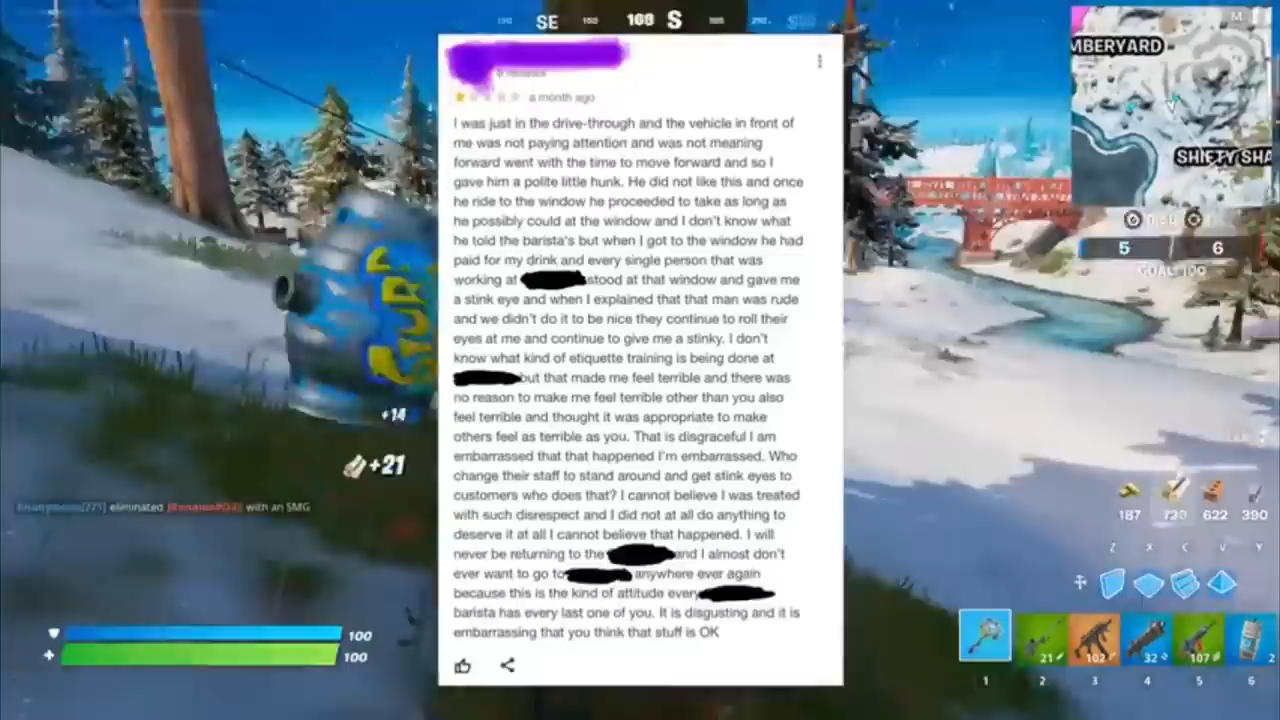 SE
108 S
MBERYARD
SHIFTY SHA
5
6
GOAL 100
a month ago
I was just in the drive-through and the vehicle in front of
me was not paying attention and was not meaning
forward went with the time to move forward and so I
gave him a polite little hunk. He did not like this and once
he ride to the window he proceeded to take as long as
he possibly could at the window and I don't know what
he told the barista's but when I got to the window he had
paid for my drink and every single person that was
working at stood at that window and gave me
a stink eye and when I explained that that man was rude
and we didn't do it to be nice they continue to roll their
eyes at me and continue to give me a stinky. I don't
know what kind of etiquette training is being done at
but that made me feel terrible and there was
no reason to make me feel terrible other than you also
feel terrible and thought it was appropriate to make
others feel as terrible as you. That is disgraceful I am
embarrassed that that happened I'm embarrassed. Who
change their staff to stand around and get stink eyes to
customers who does that? I cannot believe I was treated
with such disrespect and I did not at all do anything to
deserve it at all I cannot believe that happened. I will
never be returning to the and I almost don't
ever want to go to anywhere ever again
because this is the kind of attitude every
barista has every last one of you. It is disgusting and it is
embarrassing that you think that stuff is OK
+14
+21
eliminated with an SMG
187 739 622 390
Z X C V Y
100
100
21 102 32 107 2
1 2 3 4 5 6